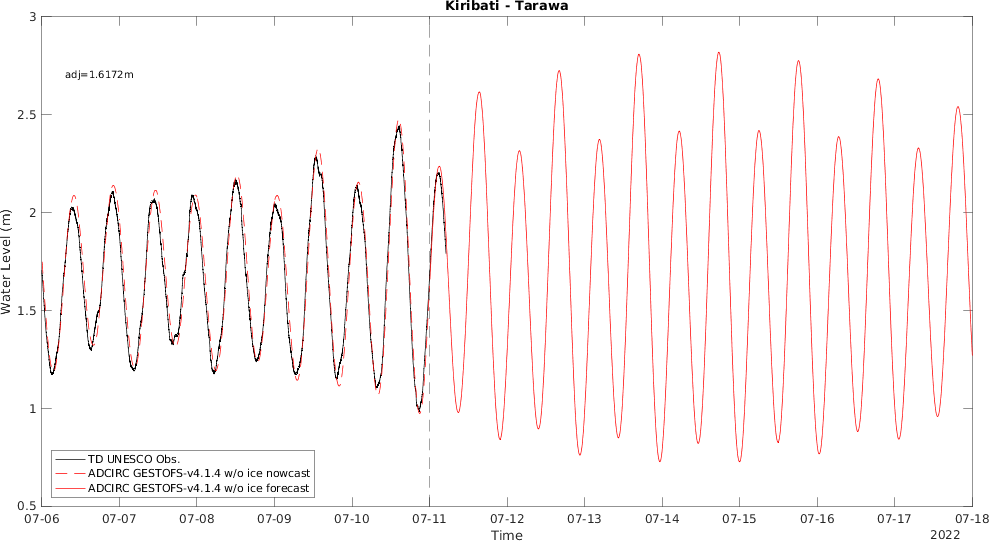 Kiribati - Tarawa
3
adj=1.6172m
2.5
2
Water Level (m)
1.5
1
TD UNESCO Obs.
ADCIRC GESTOFS-v4.1.4 w/o ice nowcast
ADCIRC GESTOFS-v4.1.4 w/o ice forecast
0.5
07-06 07-07 07-08 07-09 07-10 07-11 07-12 07-13 07-14 07-15 07-16 07-17 07-18
Time
2022